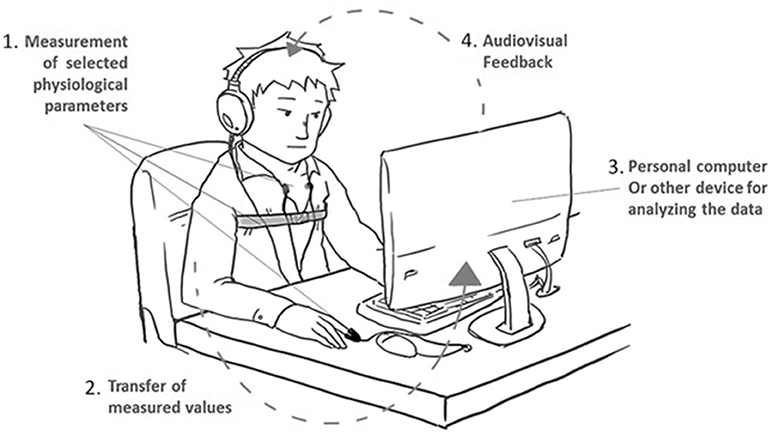 1. Measurement
of selected
physiological
parameters
4. Audiovisual
Feedback
3. Personal computer
Or other device for
analyzing the data
2. Transfer of
measured values